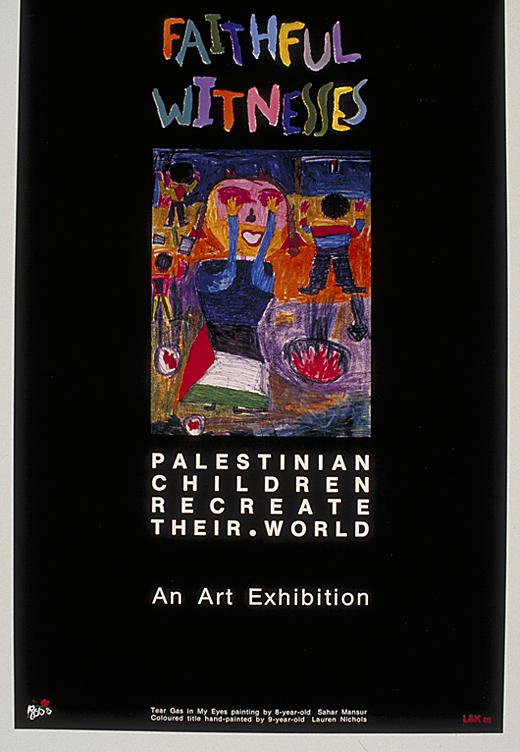 FAITHFUL
WITNESSES
PALESTINIAN
CHILDREN
RECREATE
THEIR.WORLD
An Art Exhibition
Tear Gas in My Eyes painting by 8-year-old Sahar Mansur
Coloured title hand-painted by 9-year-old Lauren Nichols